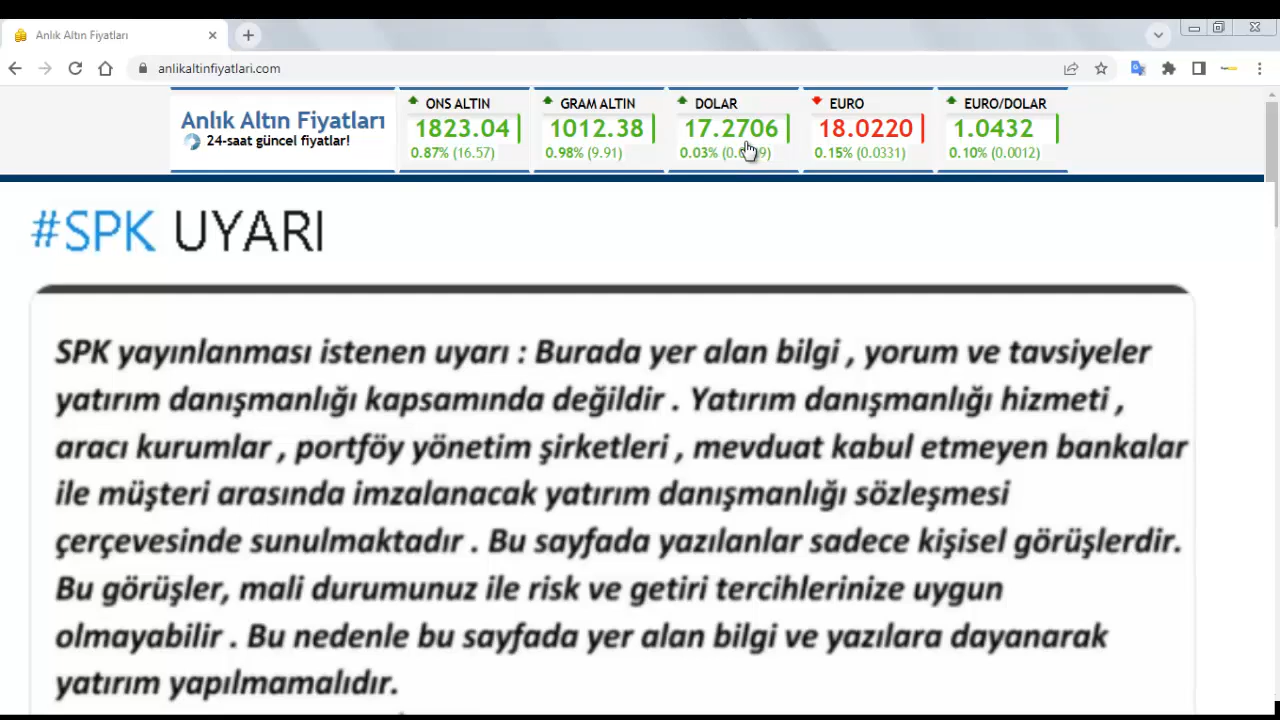 Anlık Altın Fiyatları
anlikaltinfiyatlari.com
Anlık Altın Fiyatları
24-saat güncel fiyatlar!
ONS ALTIN
1823.04
0.87% (16.57)
GRAM ALTIN
1012.38
0.98% (9.91)
DOLAR
17.2706
0.03%
EURO
18.0220
0.15% (0.0331)
EURO/DOLAR
1.0432
0.10% (0.0012)
#SPK UYARI
SPK yayınlanması istenen uyarı : Burada yer alan bilgi , yorum ve tavsiyeler
yatırım danışmanlığı kapsamında değildir . Yatırım danışmanlığı hizmeti ,
aracı kurumlar , portföy yönetim şirketleri , mevduat kabul etmeyen bankalar
ile müşteri arasında imzalanacak yatırım danışmanlığı sözleşmesi
çerçevesinde sunulmaktadır . Bu sayfada yazılanlar sadece kişisel görüşlerdir.
Bu görüşler, mali durumunuz ile risk ve getiri tercihlerinize uygun
olmayabilir . Bu nedenle bu sayfada yer alan bilgi ve yazılara dayanarak
yatırım yapılmamalıdır.